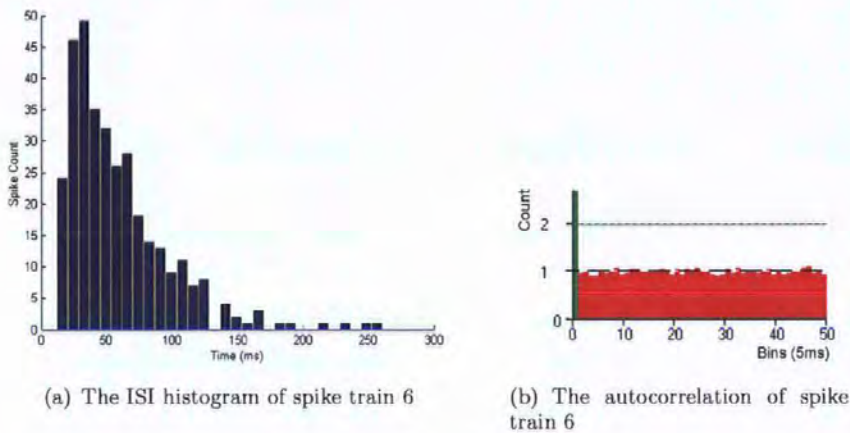 50
45
40
35
30
25
20
15
10
5
0
Spike Count
0 50 100 150 200 250 300
Time (ms)
(a) The ISI histogram of spike train 6
Count
2
1
0
0 10 20 30 40 50
Bins (5ms)
(b) The autocorrelation of spike
train 6